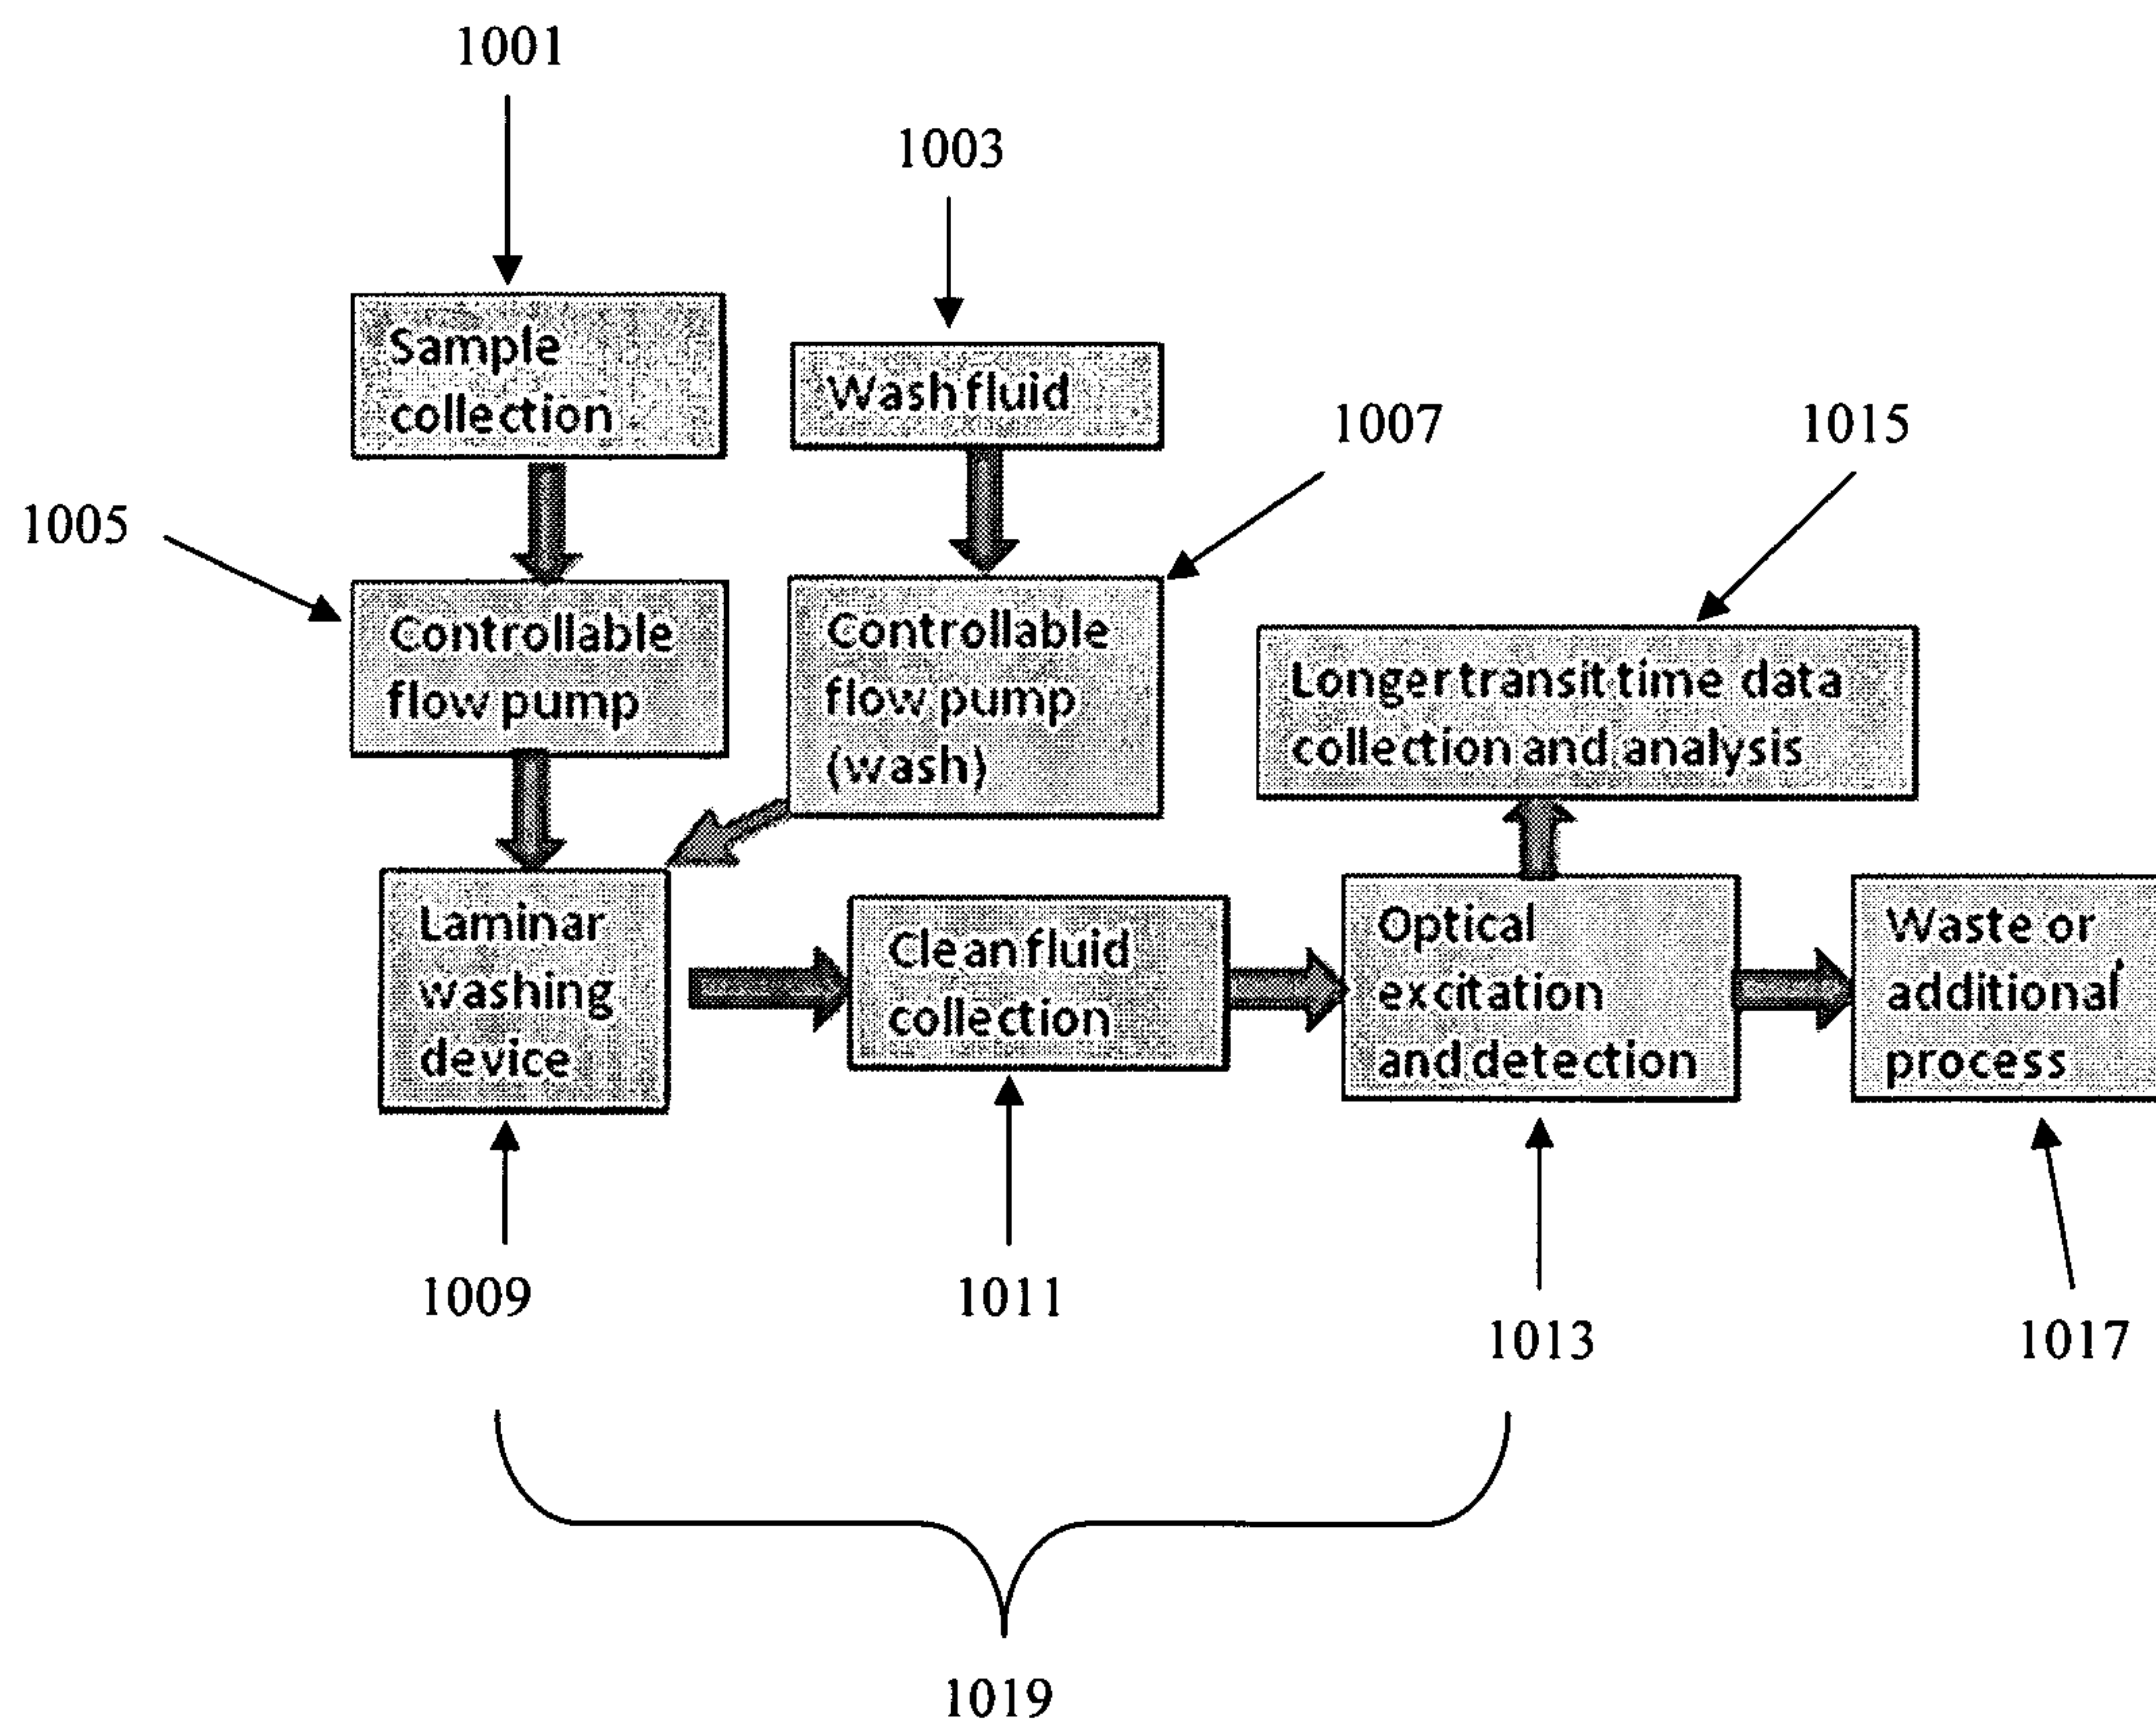 1001
1003
Sample
collection
Wash fluid
1007
1015
1005
Controllable
flow pump
Controllable
flow pump
(wash)
Longer transit time data
collection and analysis
Laminar
washing
device
Clean fluid
collection
Optical
excitation
and detection
Waste or
additional
process
1009
1011
1013
1017
1019